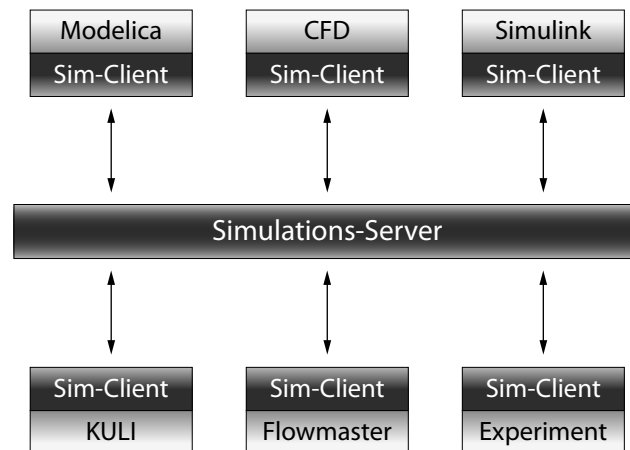 Modelica
CFD
Simulink
Sim-Client
Sim-Client
Sim-Client
Simulations-Server
Sim-Client
Sim-Client
Sim-Client
KULI
Flowmaster
Experiment